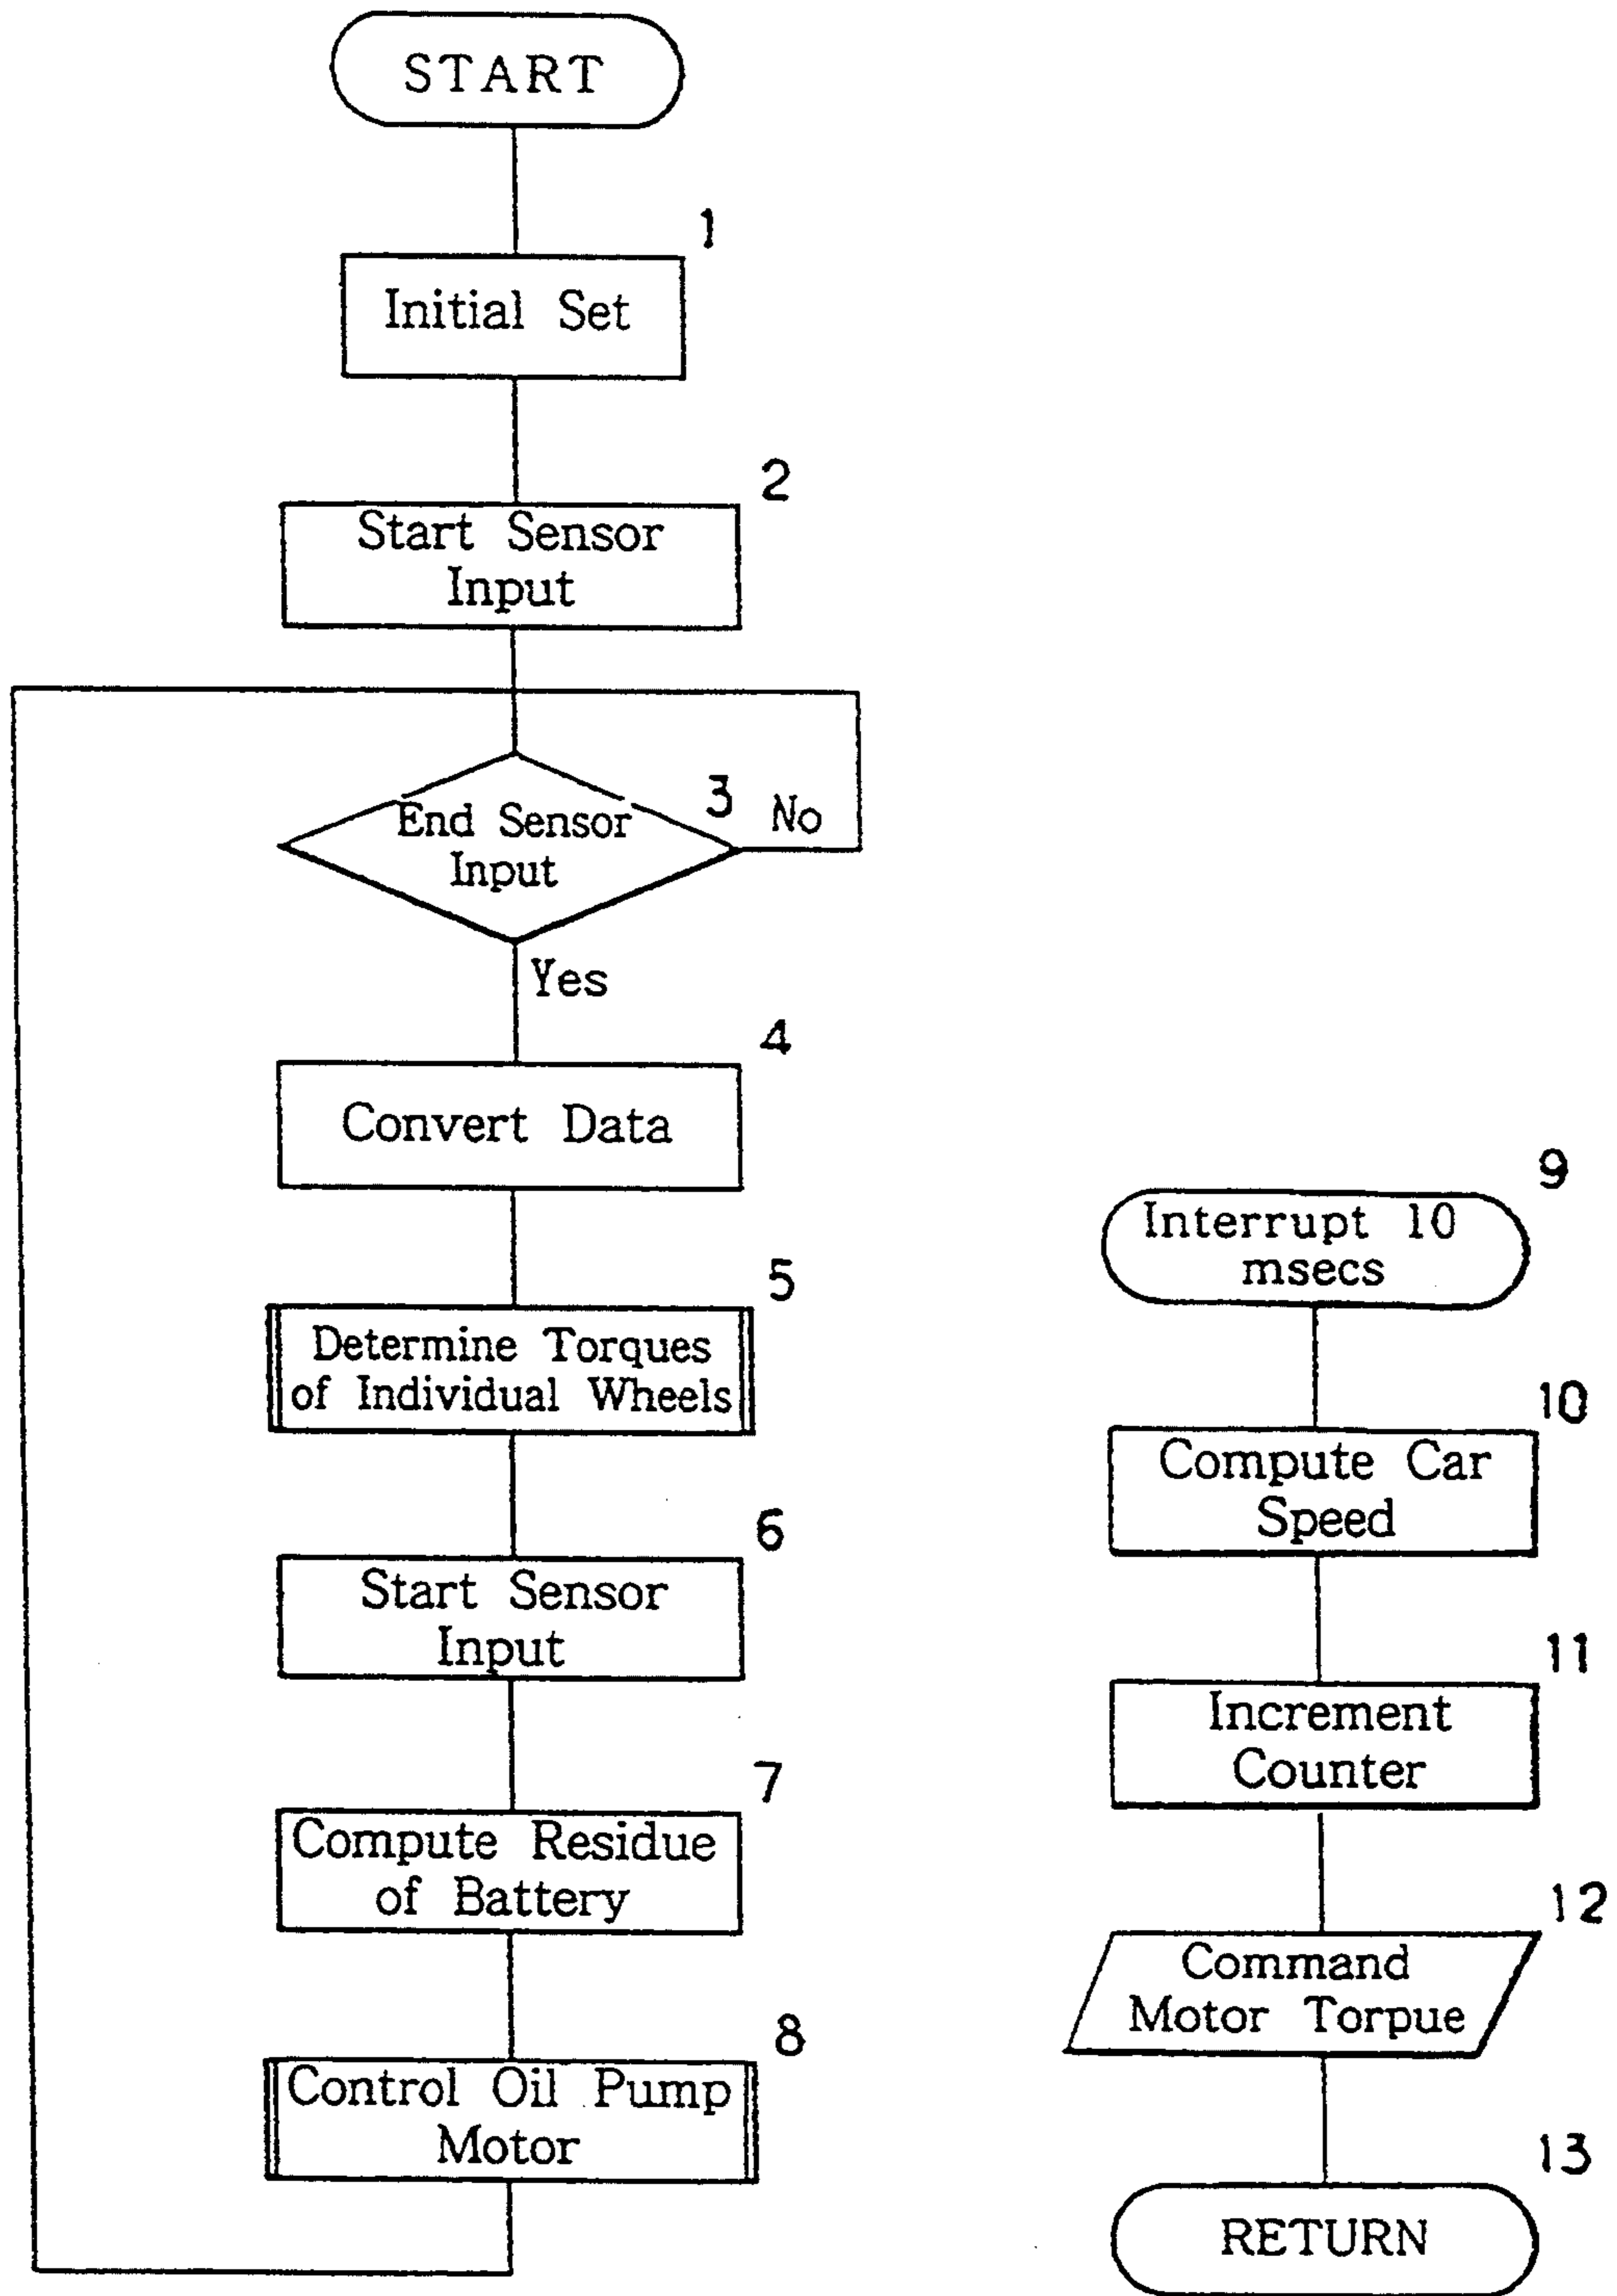 START
1
Initial Set
2
Start Sensor
Input
3
No
End Sensor
Input
Yes
4
Convert Data
5
Determine Torques
of Individual Wheels
6
Start Sensor
Input
7
Compute Residue
of Battery
8
Control Oil Pump
Motor
9
Interrupt 10
msecs
10
Compute Car
Speed
11
Increment
Counter
12
Command
Motor Torpue
13
RETURN